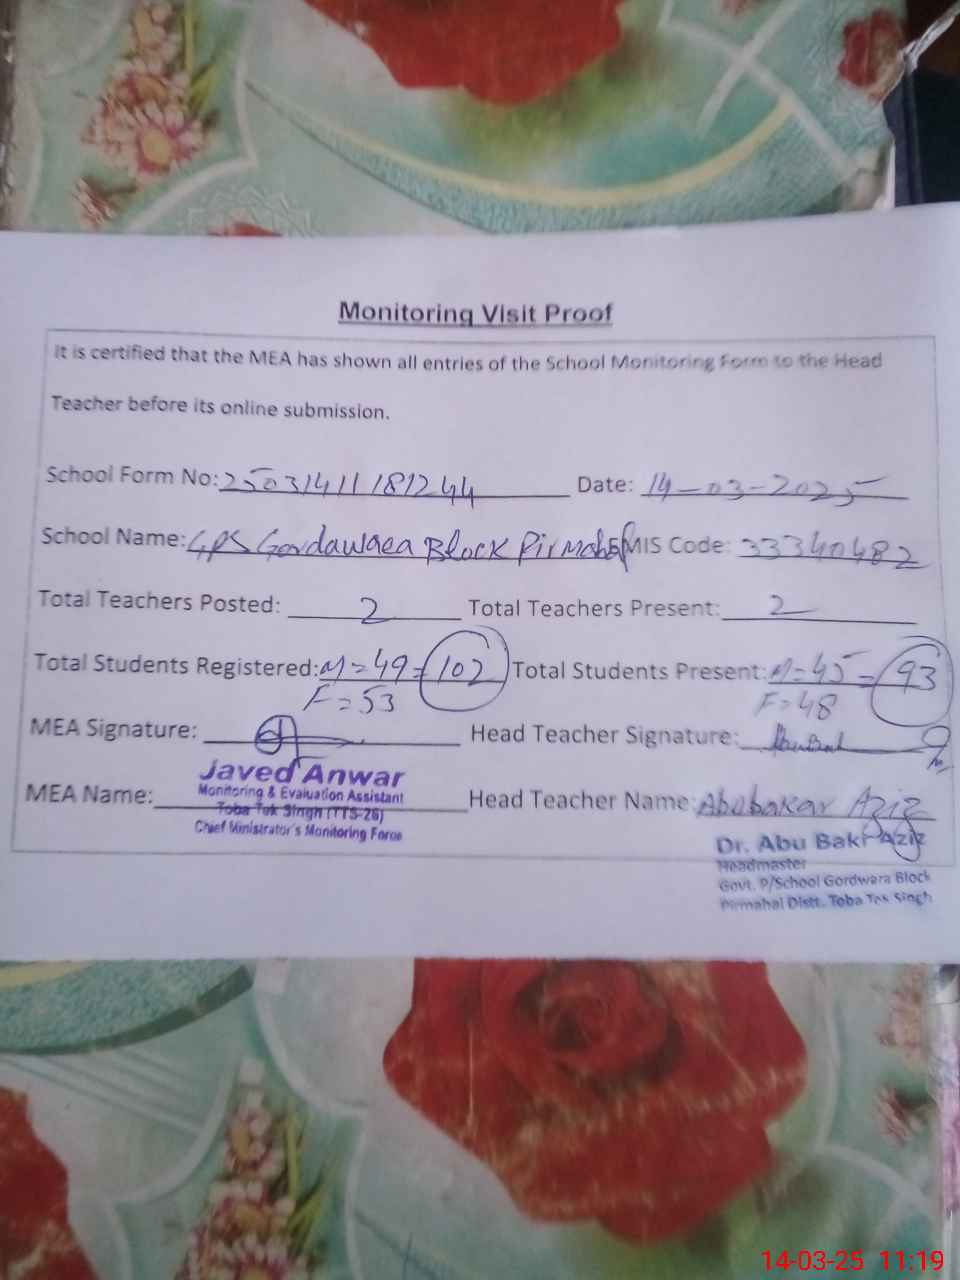 Monitoring Visit Proof
It is certified that the MEA has shown all entries of the School Monitoring Form to the Head
Teacher before its online submission.
School Form No: 25031411181244 Date: 14-03-2025
School Name: GPS Gordawara Block Pirmahal EMIS Code: 33340482
Total Teachers Posted: 2 Total Teachers Present: 2
Total Students Registered: M=49 = 102 Total Students Present: M=45 = 93
F=53 F=48
MEA Signature: Head Teacher Signature: AbuBakr
Javed Anwar
Monitoring & Evaluation Assistant
MEA Name: Head Teacher Name: Abubakar Aziz
Toba Tek Singh (TTS-26)
Chief Ministrator's Monitoring Force
Dr. Abu Bakr Aziz
Headmaster
Govt. P/School Gordwara Block
Pirmahal Distt. Toba Tek Singh
14-03-25 11:19